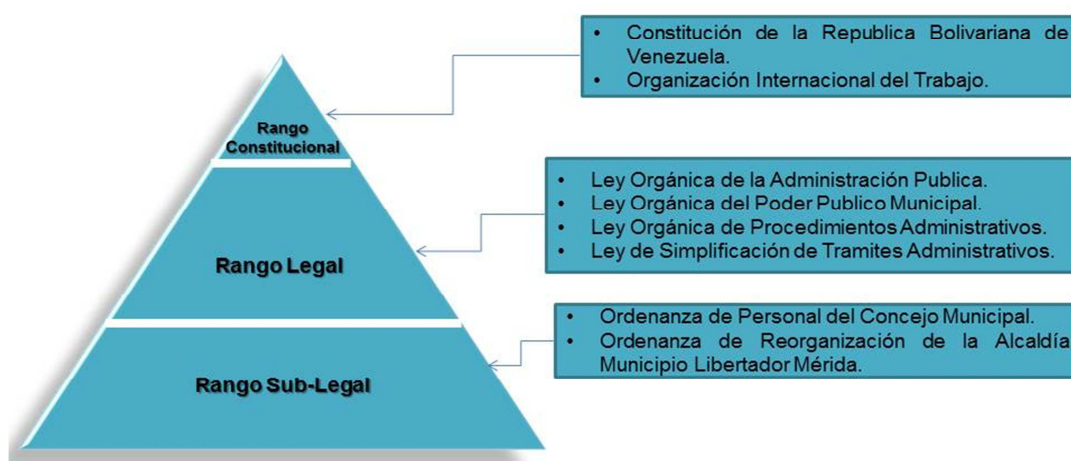 • Constitución de la Republica Bolivariana de
Venezuela.
• Organización Internacional del Trabajo.
Rango
Constitucional
• Ley Orgánica de la Administración Publica.
• Ley Orgánica del Poder Publico Municipal.
• Ley Orgánica de Procedimientos Administrativos.
• Ley de Simplificación de Tramites Administrativos.
Rango Legal
• Ordenanza de Personal del Concejo Municipal.
• Ordenanza de Reorganización de la Alcaldía
Municipio Libertador Mérida.
Rango Sub-Legal